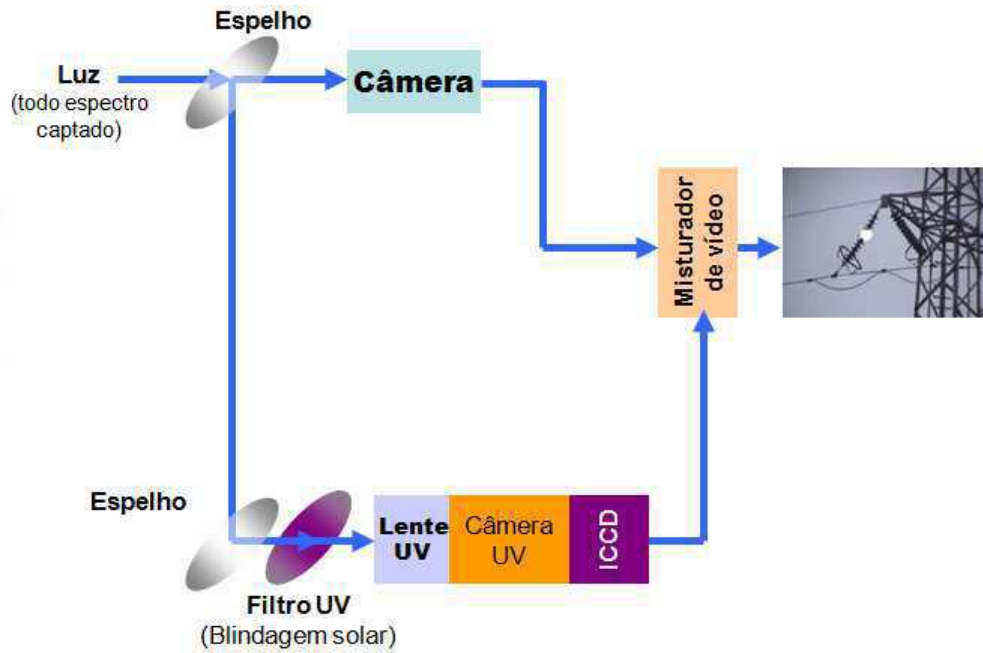 Espelho
Luz
(todo espectro
captado)
Câmera
Misturador
de vídeo
Espelho
Lente
UV
Câmera
UV
ICCD
Filtro UV
(Blindagem solar)